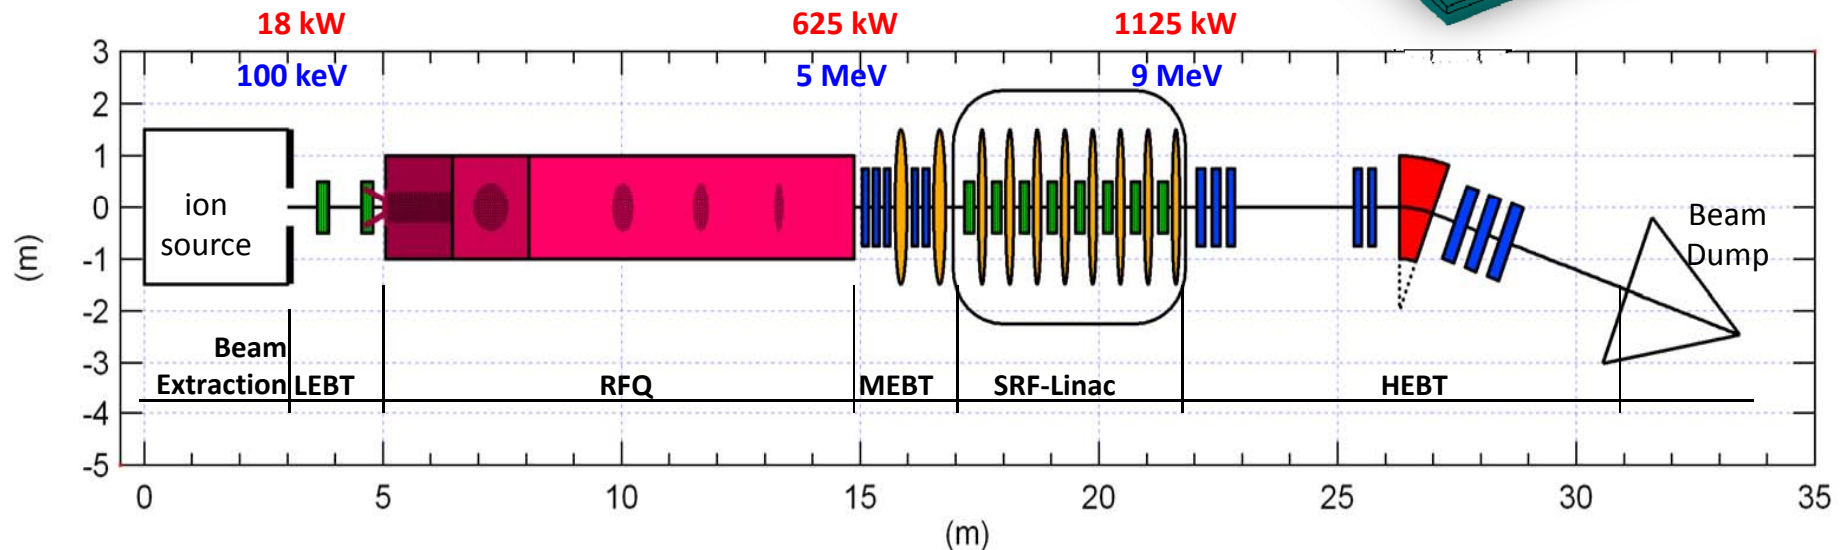 18 kW 625 kW 1125 kW
100 keV 5 MeV 9 MeV
3
2
1
0
-1
-2
-3
-4
-5
(m)
ion
source
Beam
Dump
Beam
Extraction LEBT RFQ MEBT SRF-Linac HEBT
0 5 10 15 20 25 30 35
(m)